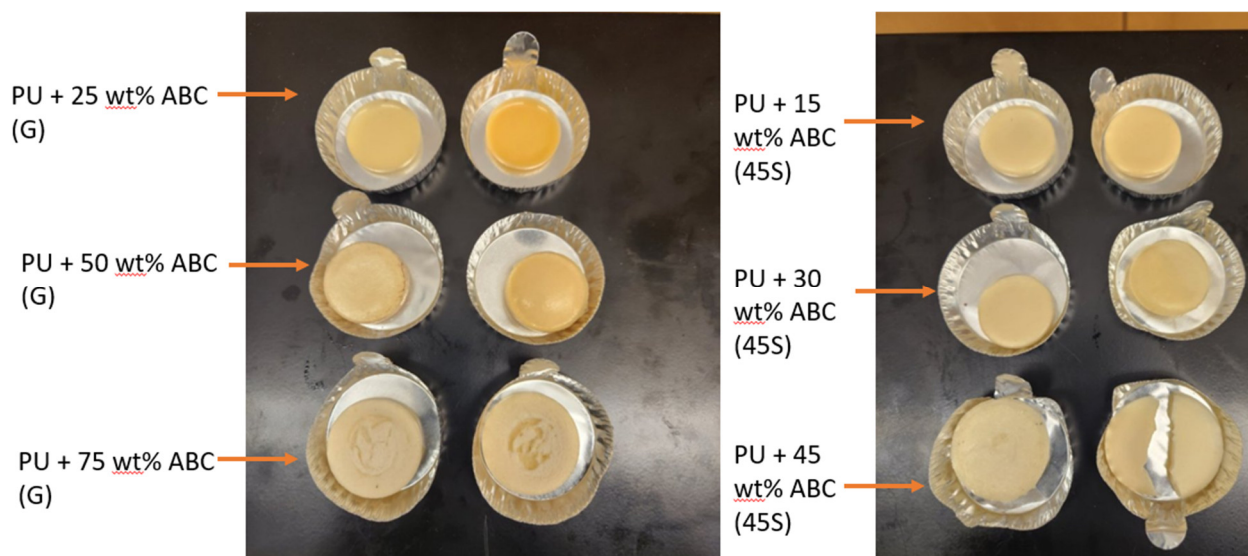 PU + 25 wt% ABC
(G)
PU + 50 wt% ABC
(G)
PU + 75 wt% ABC
(G)
PU + 15
wt% ABC
(45S)
PU + 30
wt% ABC
(45S)
PU + 45
wt% ABC
(45S)